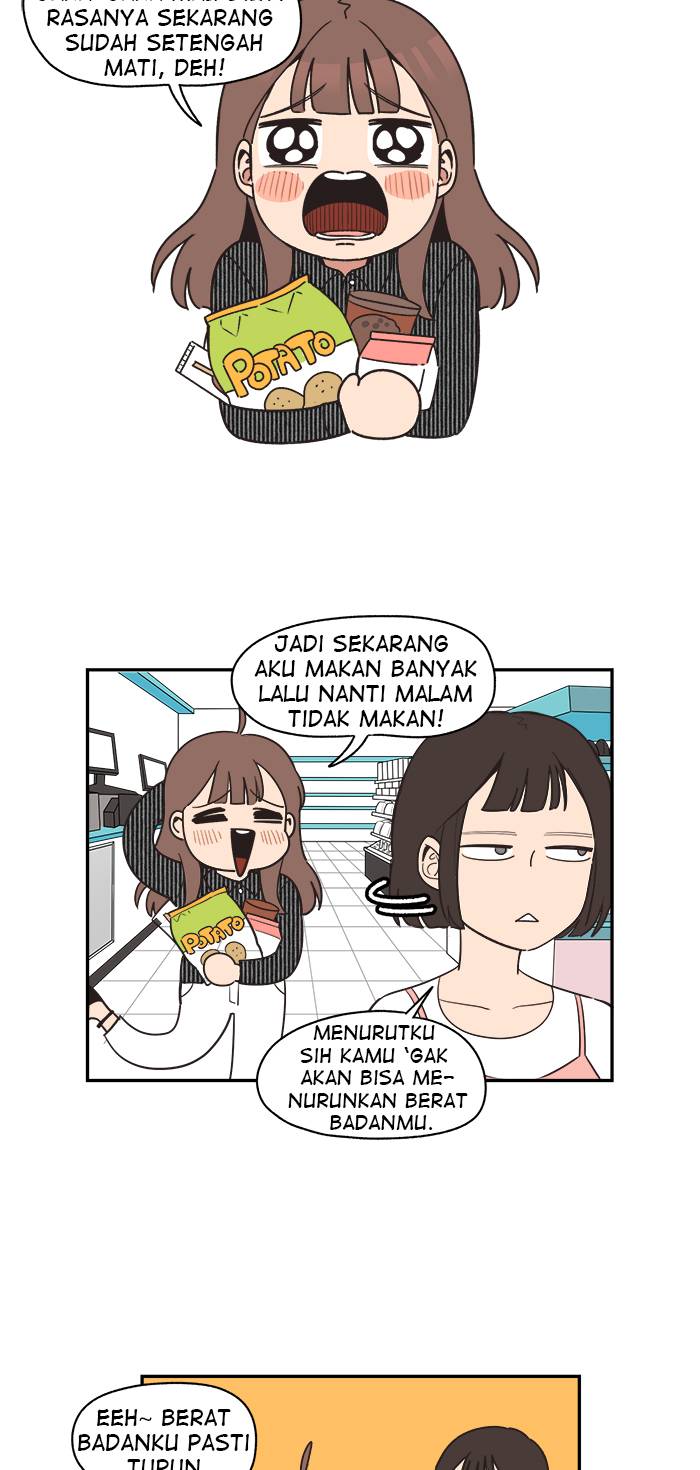 RASANYA SEKARANG
SUDAH SETENGAH
MATI, DEH!
POTATO
JADI SEKARANG
AKU MAKAN BANYAK
LALU NANTI MALAM
TIDAK MAKAN!
POTATO
MENURUTKU
SIH KAMU 'GAK
AKAN BISA ME-
NURUNKAN BERAT
BADANMU.
EEH~ BERAT
BADANKU PASTI
TURUN